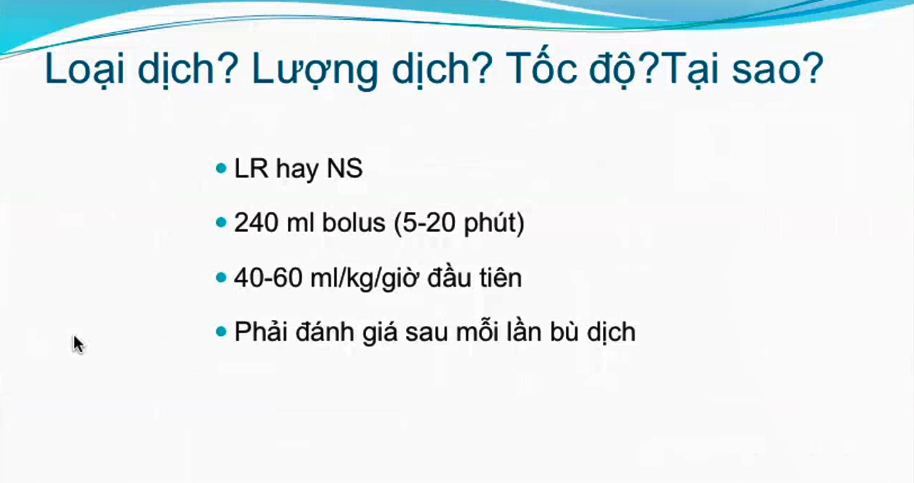 Loại dịch? Lượng dịch? Tốc độ?Tại sao?
LR hay NS
240 ml bolus (5-20 phút)
40-60 ml/kg/giờ đầu tiên
Phải đánh giá sau mỗi lần bù dịch